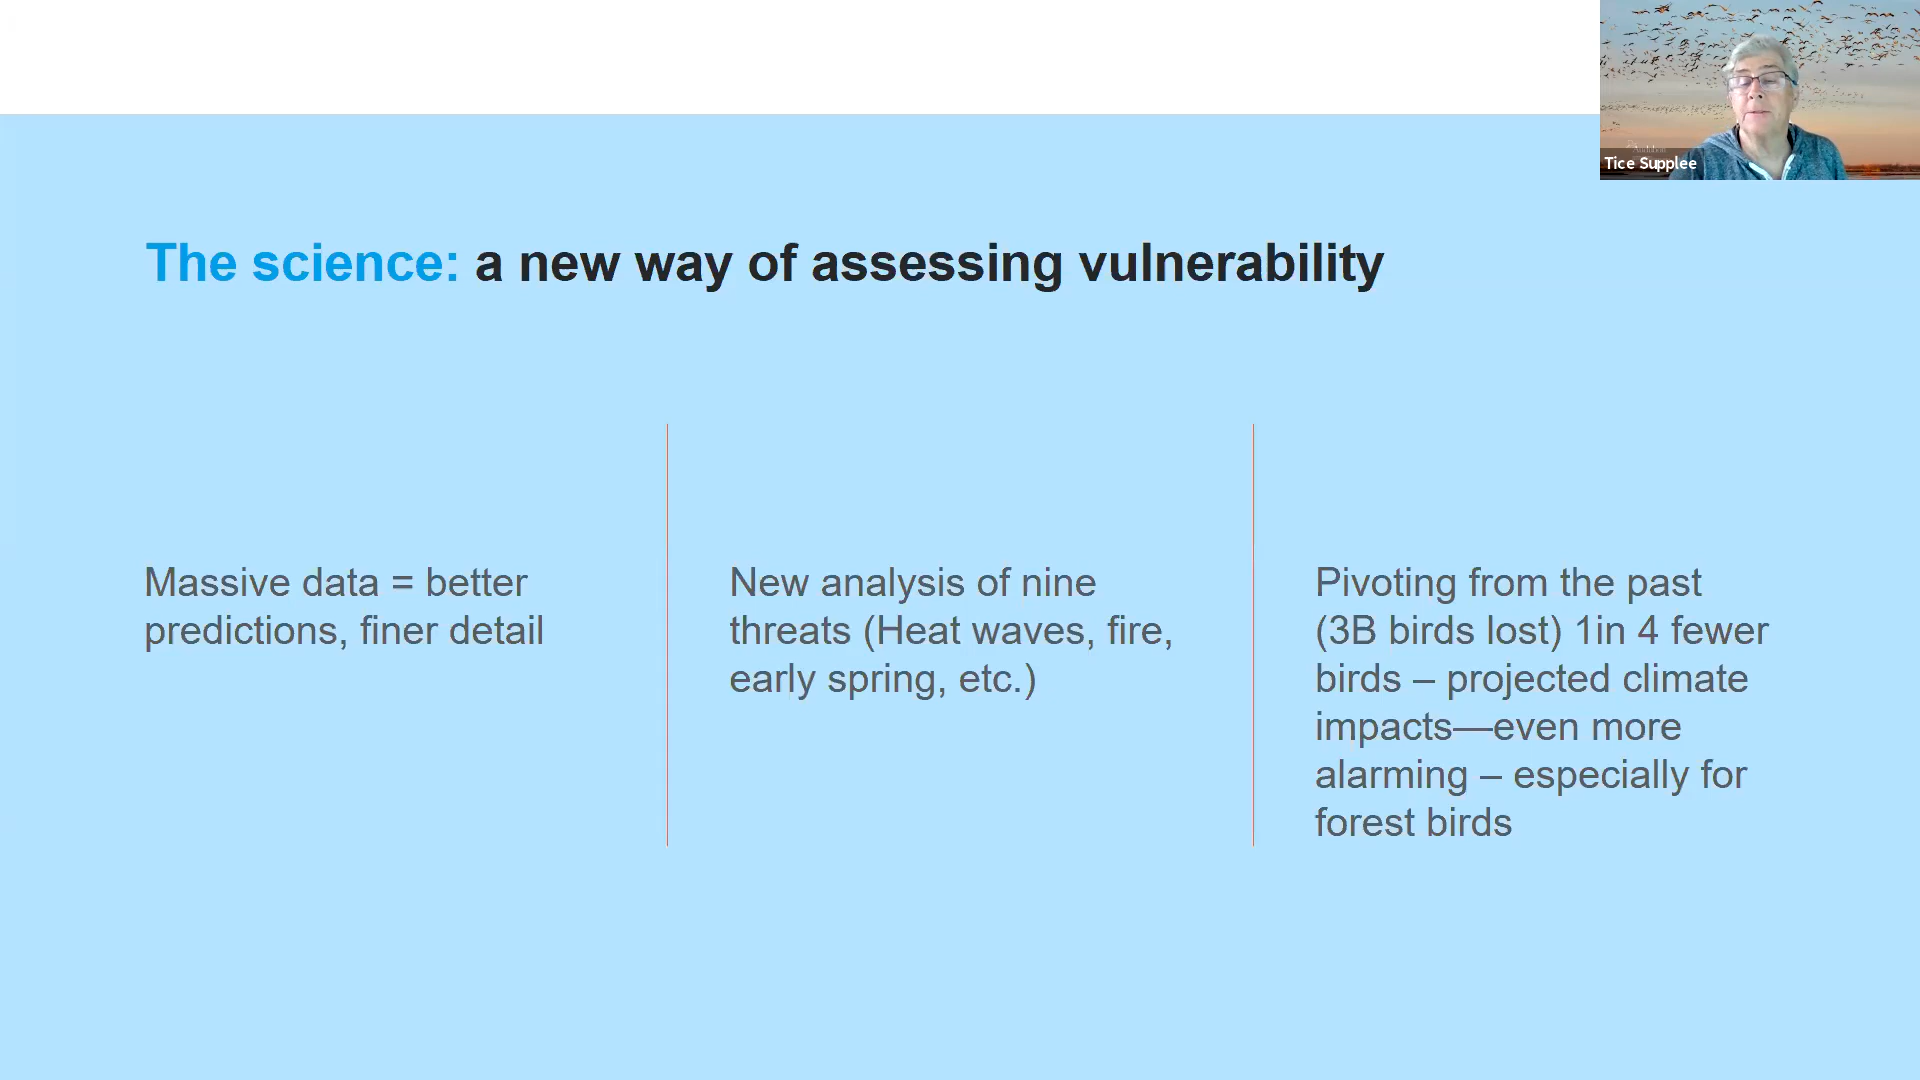 Audubon
Tice Supplee
The science: a new way of assessing vulnerability
Massive data = better
predictions, finer detail
New analysis of nine
threats (Heat waves, fire,
early spring, etc.)
Pivoting from the past
(3B birds lost) 1in 4 fewer
birds – projected climate
impacts—even more
alarming – especially for
forest birds